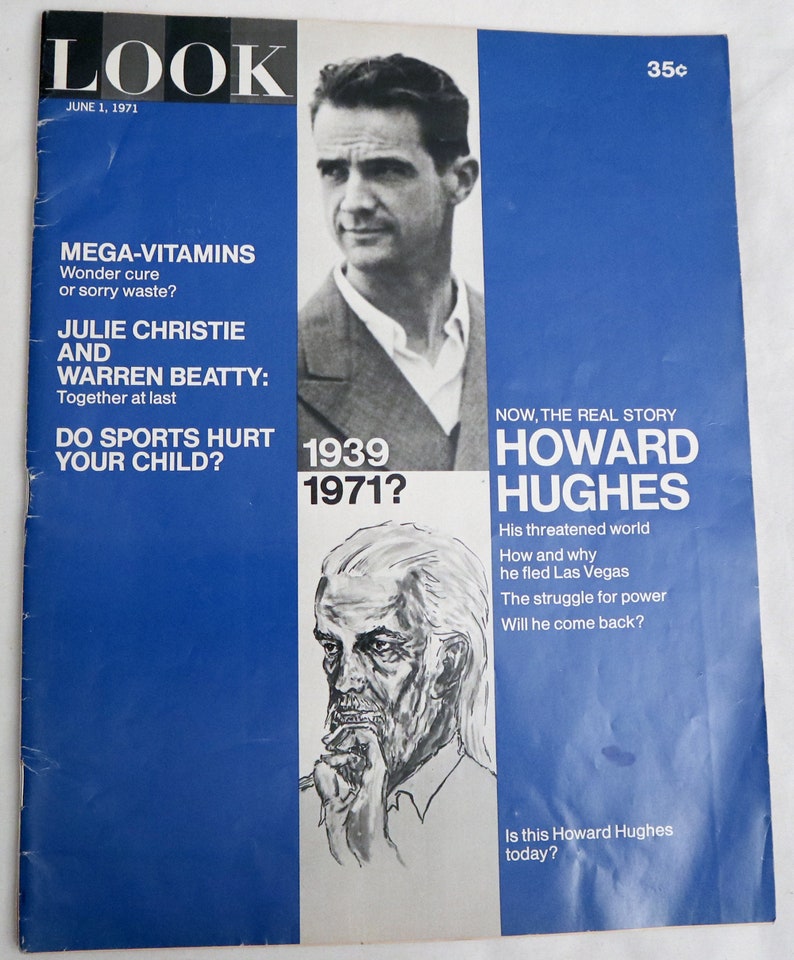 LOOK
JUNE 1, 1971
35¢
MEGA-VITAMINS
Wonder cure
or sorry waste?
JULIE CHRISTIE
AND
WARREN BEATTY:
Together at last
DO SPORTS HURT
YOUR CHILD?
1939
1971?
NOW, THE REAL STORY
HOWARD
HUGHES
His threatened world
How and why
he fled Las Vegas
The struggle for power
Will he come back?
Is this Howard Hughes
today?